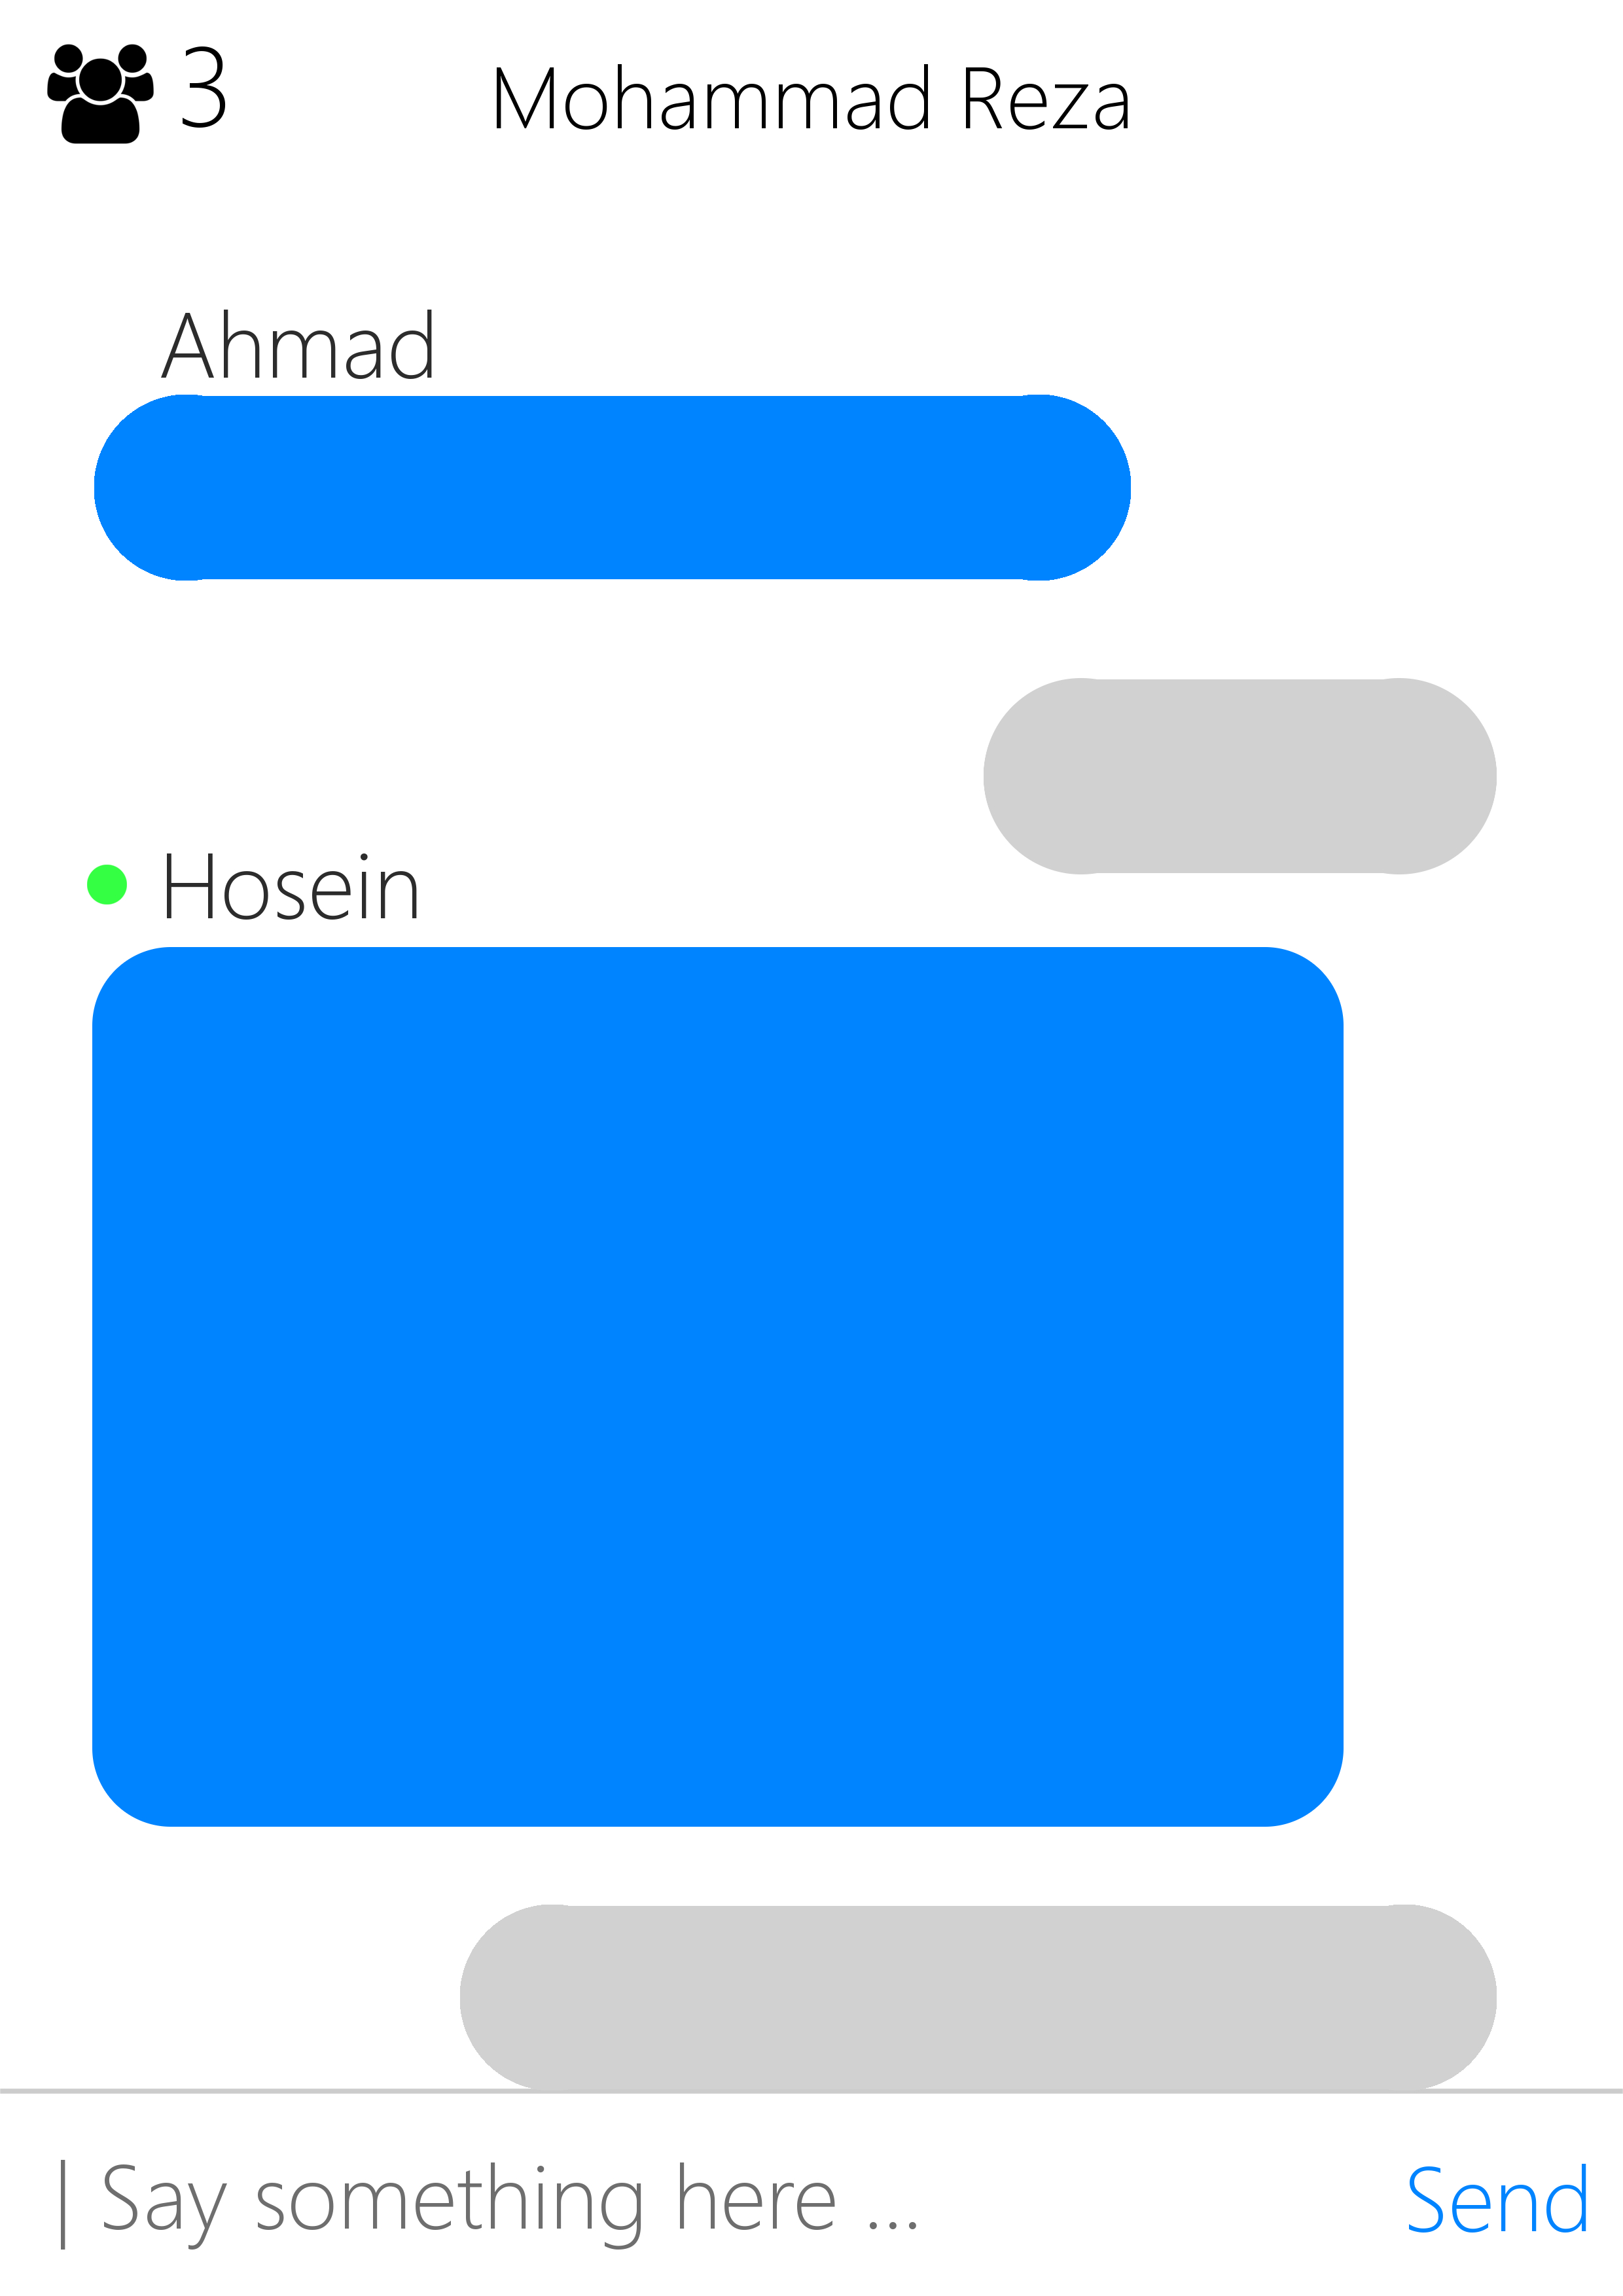 3
Mohammad Reza
Ahmad
Hosein
Say something here ...
Send